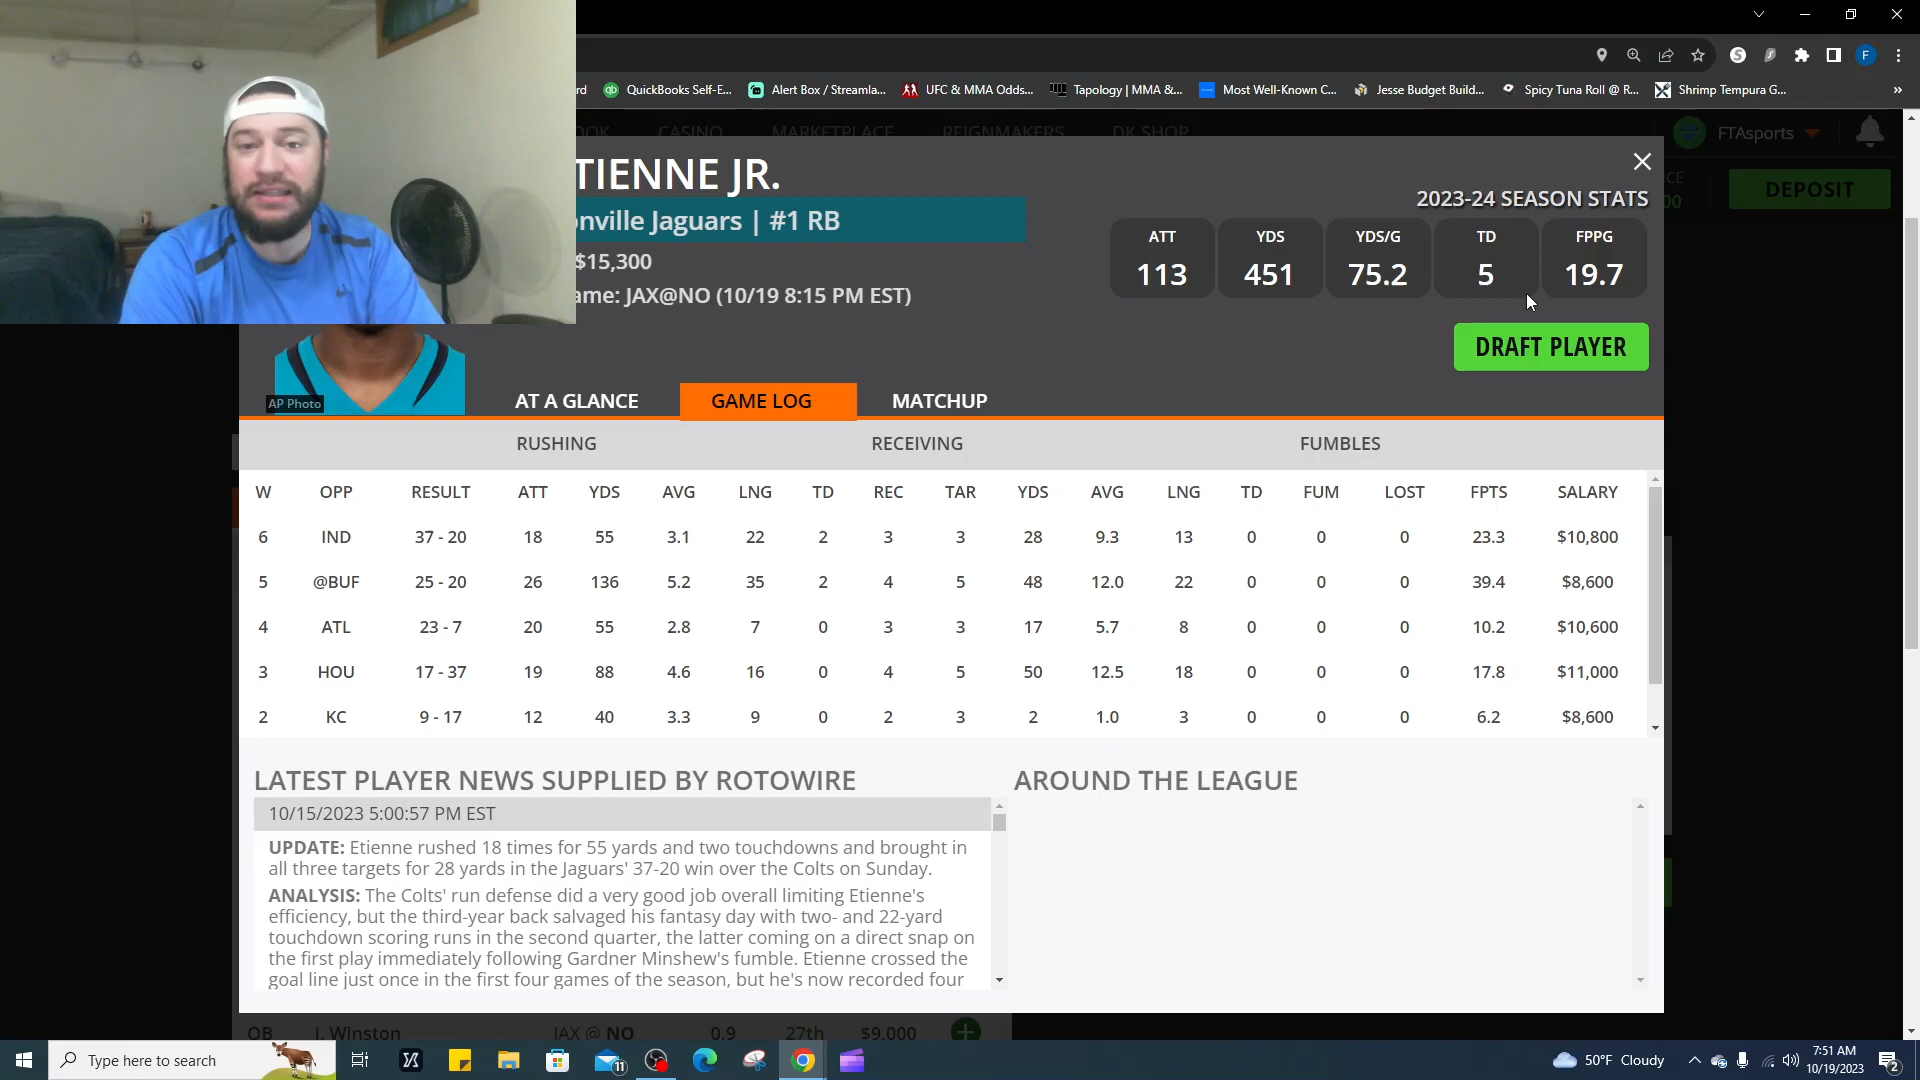 rd QuickBooks Self-E... Alert Box / Streamla... UFC & MMA Odds... Tapology | MMA &... Most Well-Known C... Jesse Budget Build... Spicy Tuna Roll @ R... Shrimp Tempura G... »
OOK CASINO MARKETPLACE REIGNMAKERS DK SHOP FTAsports
TIENNE JR.
CE
00
DEPOSIT
2023-24 SEASON STATS
nville Jaguars | #1 RB
$15,300
ame: JAX@NO (10/19 8:15 PM EST)
ATT YDS YDS/G TD FPPG
113 451 75.2 5 19.7
DRAFT PLAYER
AP Photo
AT A GLANCE GAME LOG MATCHUP
RUSHING RECEIVING FUMBLES
W OPP RESULT ATT YDS AVG LNG TD REC TAR YDS AVG LNG TD FUM LOST FPTS SALARY
6 IND 37 - 20 18 55 3.1 22 2 3 3 28 9.3 13 0 0 0 23.3 $10,800
5 @BUF 25 - 20 26 136 5.2 35 2 4 5 48 12.0 22 0 0 0 39.4 $8,600
4 ATL 23 - 7 20 55 2.8 7 0 3 3 17 5.7 8 0 0 0 10.2 $10,600
3 HOU 17 - 37 19 88 4.6 16 0 4 5 50 12.5 18 0 0 0 17.8 $11,000
2 KC 9 - 17 12 40 3.3 9 0 2 3 2 1.0 3 0 0 0 6.2 $8,600
LATEST PLAYER NEWS SUPPLIED BY ROTOWIRE
10/15/2023 5:00:57 PM EST
UPDATE: Etienne rushed 18 times for 55 yards and two touchdowns and brought in
all three targets for 28 yards in the Jaguars' 37-20 win over the Colts on Sunday.
ANALYSIS: The Colts' run defense did a very good job overall limiting Etienne's
efficiency, but the third-year back salvaged his fantasy day with two- and 22-yard
touchdown scoring runs in the second quarter, the latter coming on a direct snap on
the first play immediately following Gardner Minshew's fumble. Etienne crossed the
goal line just once in the first four games of the season, but he's now recorded four
AROUND THE LEAGUE
QB J. Winston JAX @ NO 0.9 27th $9,000
Type here to search
11
50°F Cloudy
7:51 AM
10/19/2023
2